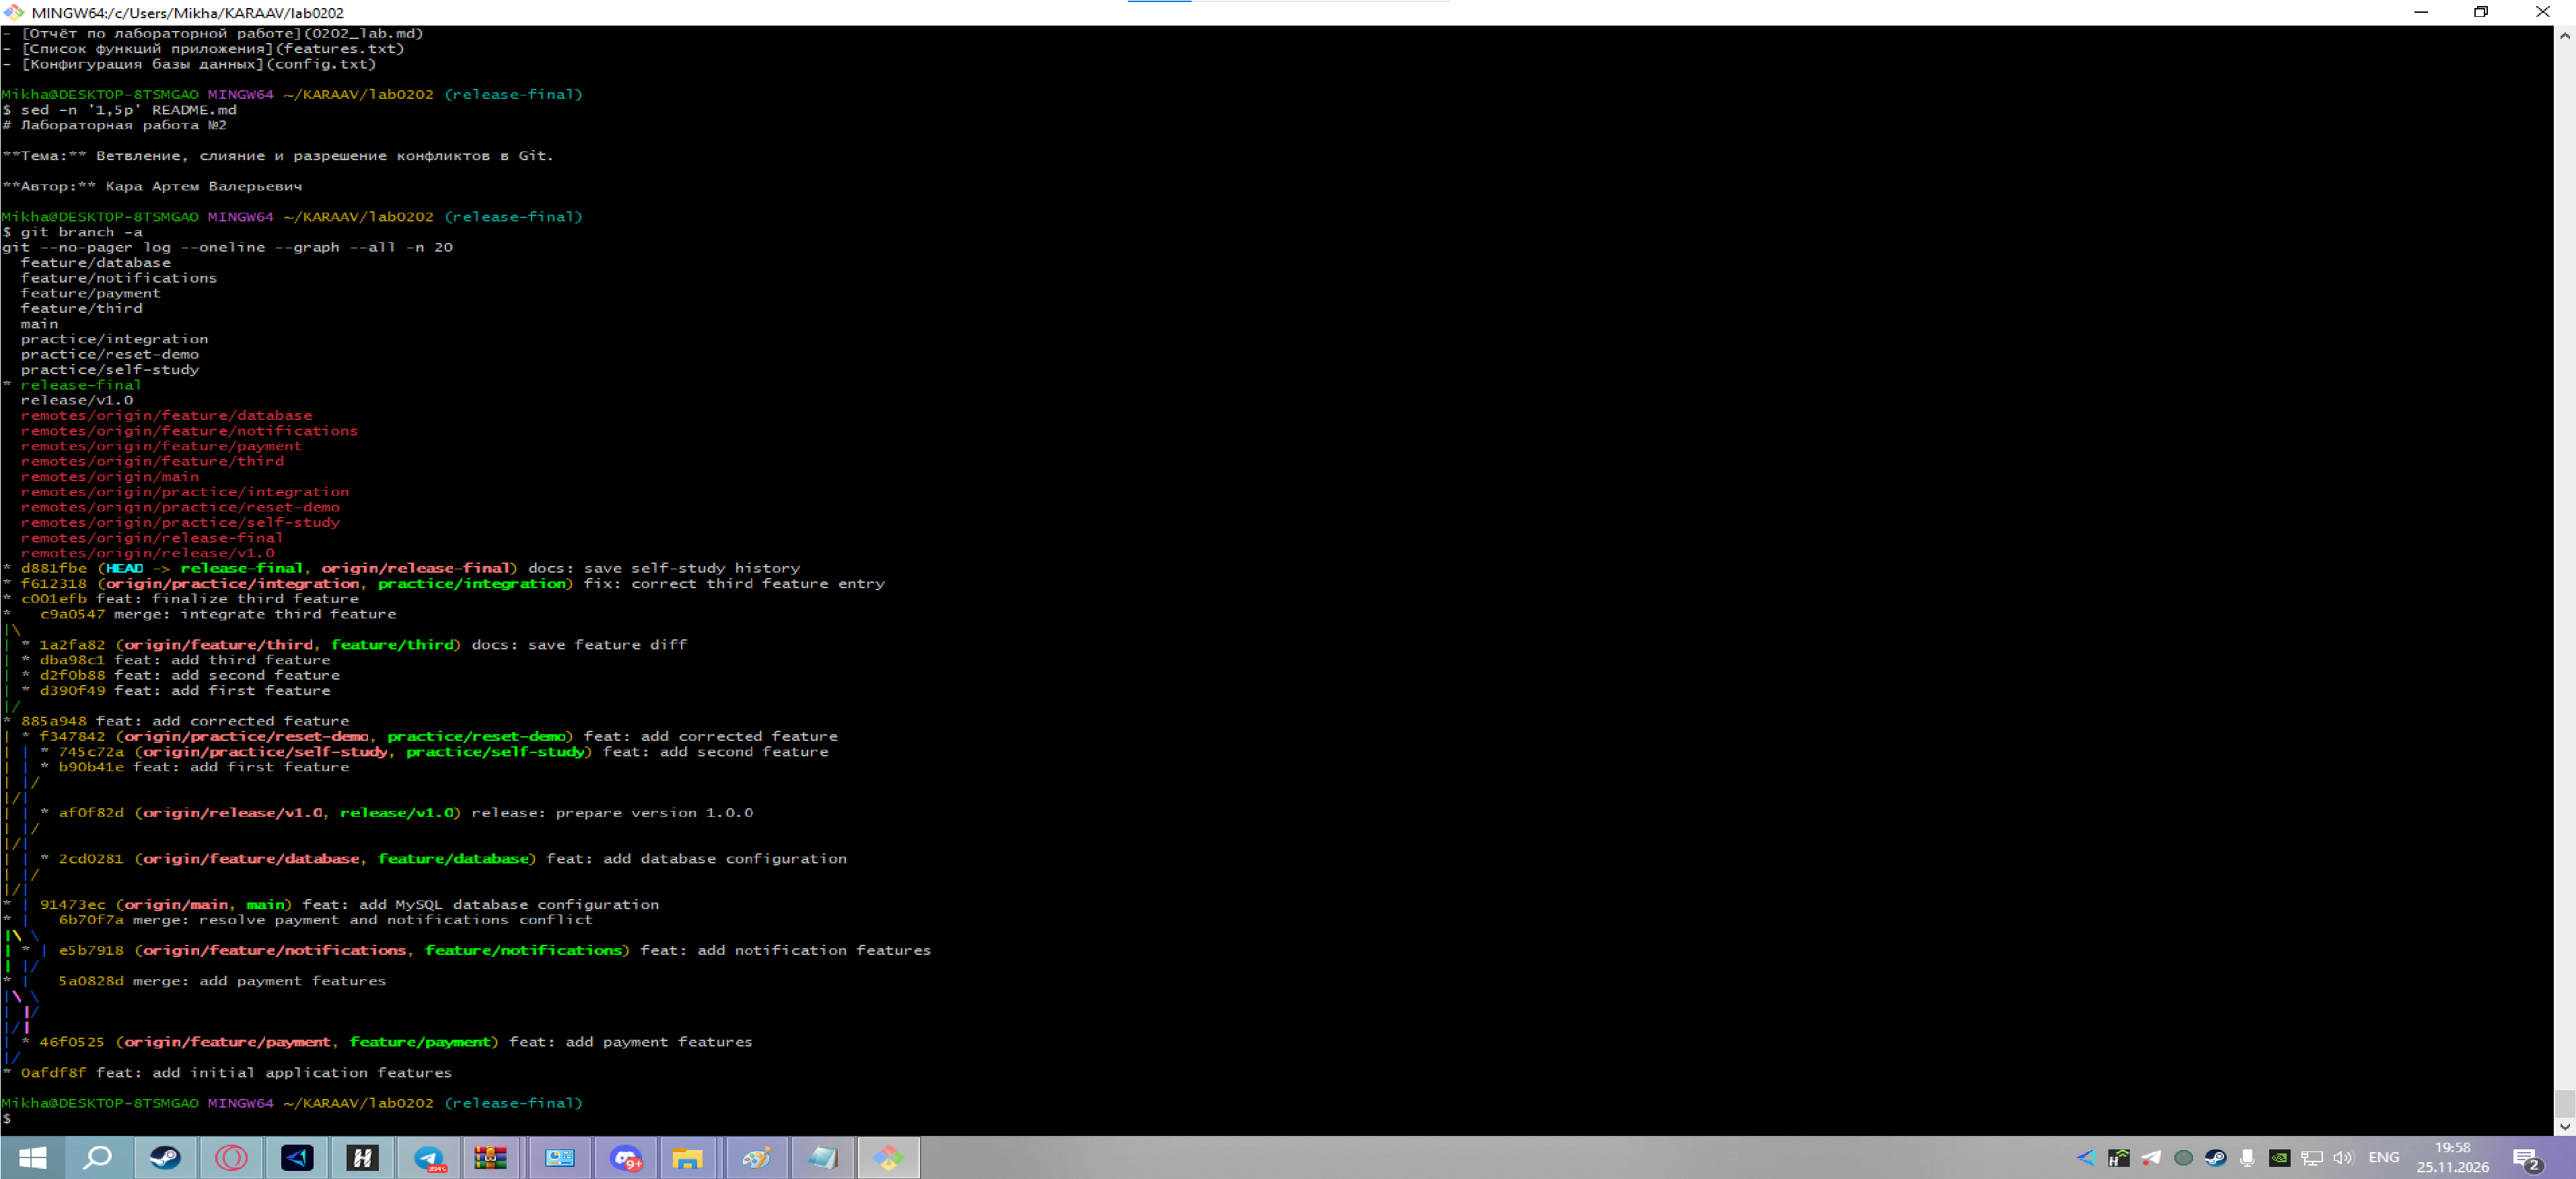 MINGW64:/c/Users/Mikha/KARAAV/lab0202
- [Отчёт по лабораторной работе](0202_lab.md)
- [Список функций приложения](features.txt)
- [Конфигурация базы данных](config.txt)
Mikha@DESKTOP-8TSMGAO MINGW64 ~/KARAAV/lab0202 (release-final)
$ sed -n '1,5p' README.md
# Лабораторная работа №2
**Тема:** Ветвление, слияние и разрешение конфликтов в Git.
**Автор:** Кара Артем Валерьевич
Mikha@DESKTOP-8TSMGAO MINGW64 ~/KARAAV/lab0202 (release-final)
$ git branch -a
git --no-pager log --oneline --graph --all -n 20
  feature/database
  feature/notifications
  feature/payment
  feature/third
  main
  practice/integration
  practice/reset-demo
  practice/self-study
* release-final
  release/v1.0
  remotes/origin/feature/database
  remotes/origin/feature/notifications
  remotes/origin/feature/payment
  remotes/origin/feature/third
  remotes/origin/main
  remotes/origin/practice/integration
  remotes/origin/practice/reset-demo
  remotes/origin/practice/self-study
  remotes/origin/release-final
  remotes/origin/release/v1.0
* d881fbe (HEAD -> release-final, origin/release-final) docs: save self-study history
* f612318 (origin/practice/integration, practice/integration) fix: correct third feature entry
* c001efb feat: finalize third feature
*   c9a0547 merge: integrate third feature
|\
| * 1a2fa82 (origin/feature/third, feature/third) docs: save feature diff
| * dba98c1 feat: add third feature
| * d2f0b88 feat: add second feature
| * d390f49 feat: add first feature
|/
* 885a948 feat: add corrected feature
| * f347842 (origin/practice/reset-demo, practice/reset-demo) feat: add corrected feature
| | * 745c72a (origin/practice/self-study, practice/self-study) feat: add second feature
| | * b90b41e feat: add first feature
| |/
|/|
| | * af0f82d (origin/release/v1.0, release/v1.0) release: prepare version 1.0.0
| |/
|/|
| | * 2cd0281 (origin/feature/database, feature/database) feat: add database configuration
| |/
|/|
* | 91473ec (origin/main, main) feat: add MySQL database configuration
* |   6b70f7a merge: resolve payment and notifications conflict
|\ \
| * | e5b7918 (origin/feature/notifications, feature/notifications) feat: add notification features
| |/
* |   5a0828d merge: add payment features
|\ \
| |/
|/|
| * 46f0525 (origin/feature/payment, feature/payment) feat: add payment features
|/
* 0afdf8f feat: add initial application features
Mikha@DESKTOP-8TSMGAO MINGW64 ~/KARAAV/lab0202 (release-final)
$
9+
ENG
19:58
25.11.2026
2